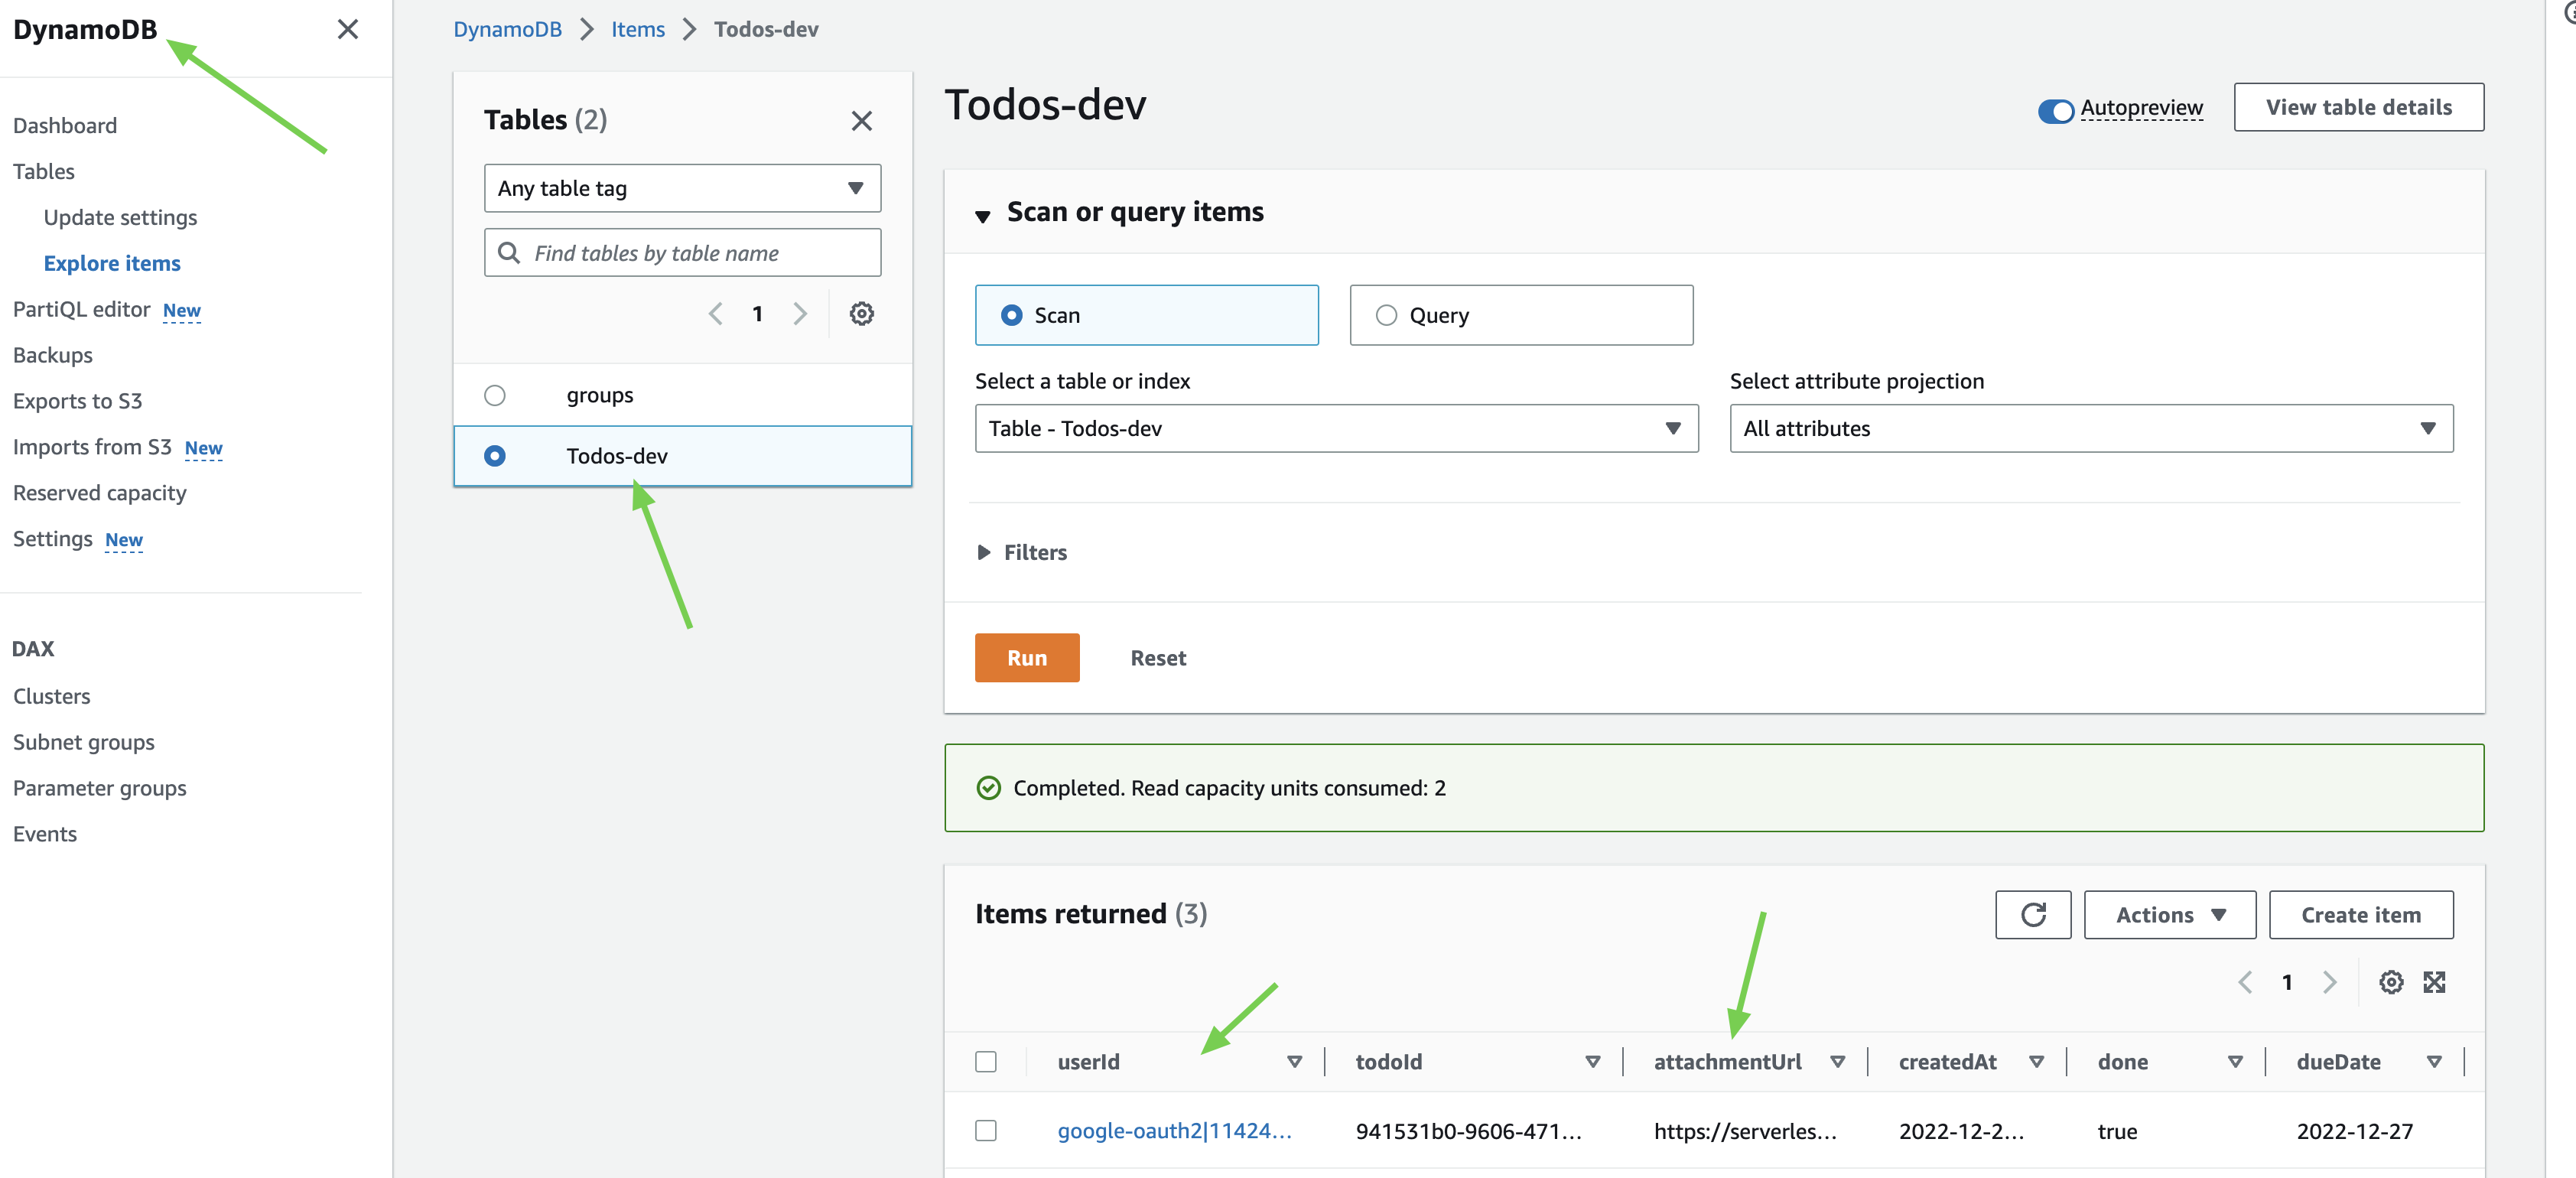 DynamoDB
Dashboard
Tables
Update settings
Explore items
PartiQL editor New
Backups
Exports to S3
Imports from S3 New
Reserved capacity
Settings New
DAX
Clusters
Subnet groups
Parameter groups
Events
DynamoDB Items Todos-dev
Tables (2)
Any table tag
Find tables by table name
1
groups
Todos-dev
Todos-dev
Autopreview
View table details
Scan or query items
Scan
Query
Select a table or index
Table - Todos-dev
Select attribute projection
All attributes
Filters
Run
Reset
Completed. Read capacity units consumed: 2
Items returned (3)
Actions
Create item
1
userId todoId attachmentUrl createdAt done dueDate
google-oauth2|11424... 941531b0-9606-471... https://serverles... 2022-12-2... true 2022-12-27